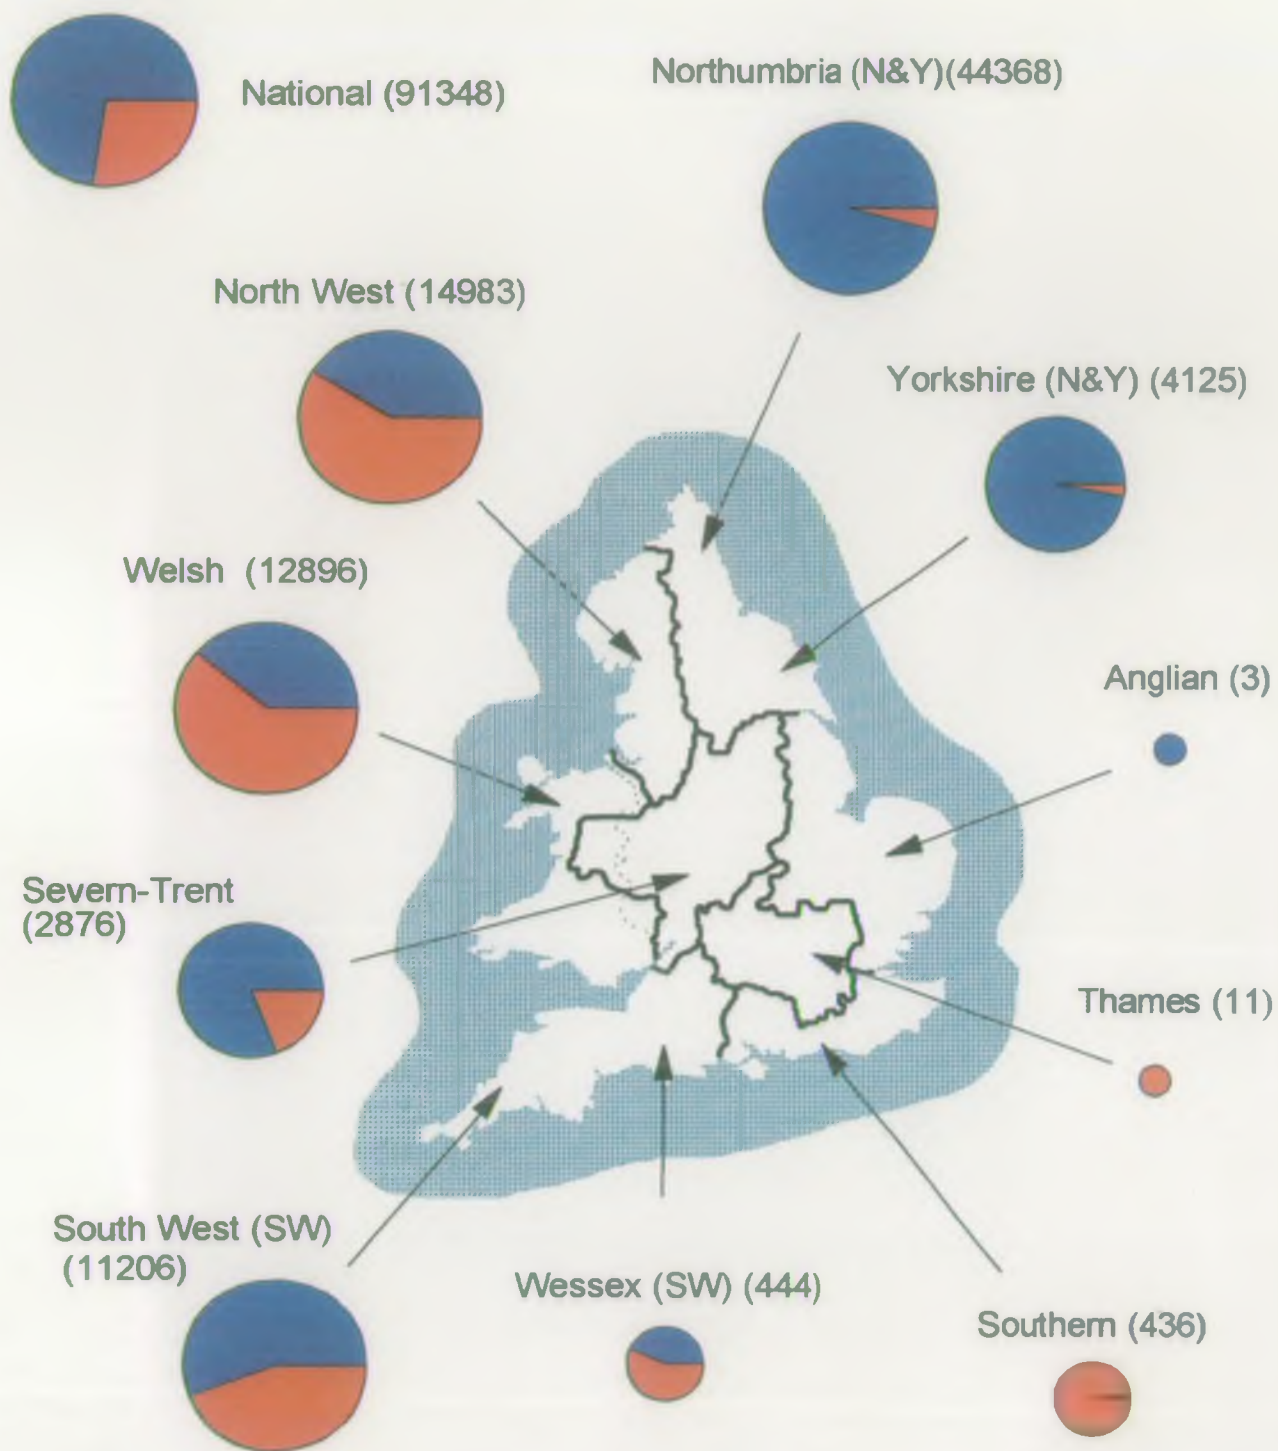 National (91348)
Northumbria (N&Y)(44368)
North West (14983)
Yorkshire (N&Y) (4125)
Welsh (12896)
Anglian (3)
Severn-Trent
(2876)
Thames (11)
South West (SW)
(11206)
Wessex (SW) (444)
Southern (436)